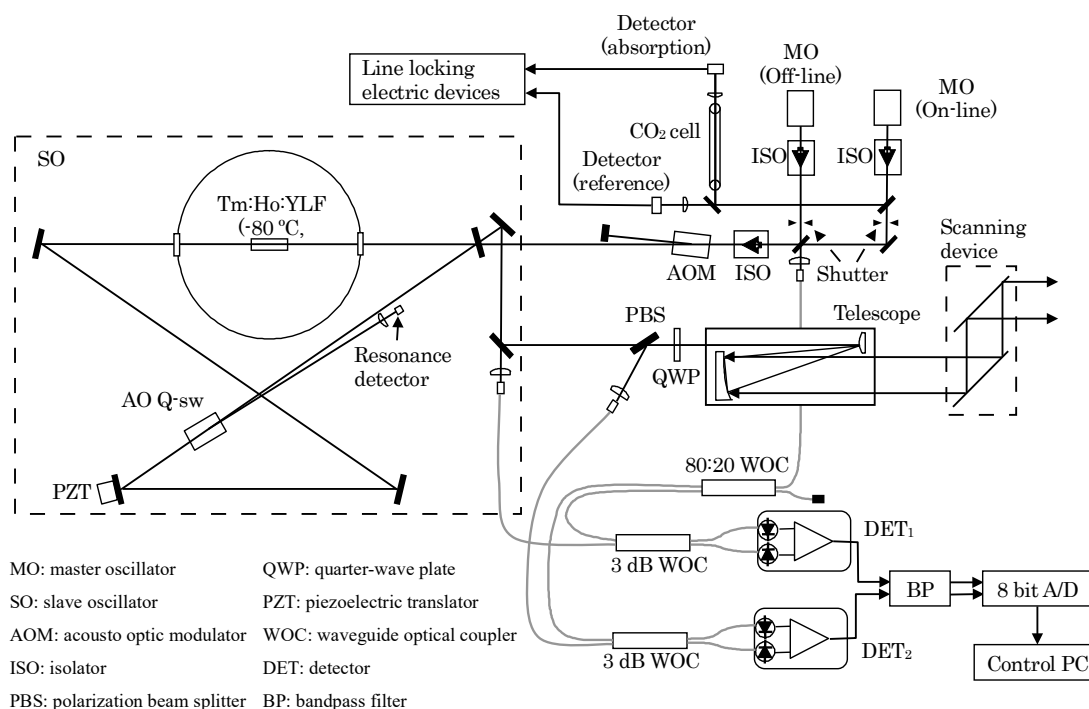 Detector
(absorption)
MO
(Off-line)
MO
(On-line)
Line locking
electric devices
CO₂ cell
ISO
ISO
Detector
(reference)
SO
Tm:Ho:YLF
(-80 ºC,
Scanning
device
AOM
ISO
Shutter
PBS
Telescope
Resonance
detector
QWP
AO Q-sw
PZT
80:20 WOC
DET₁
3 dB WOC
BP
8 bit A/D
3 dB WOC
DET₂
Control PC
MO: master oscillator
QWP: quarter-wave plate
SO: slave oscillator
PZT: piezoelectric translator
AOM: acousto optic modulator
WOC: waveguide optical coupler
ISO: isolator
DET: detector
PBS: polarization beam splitter
BP: bandpass filter